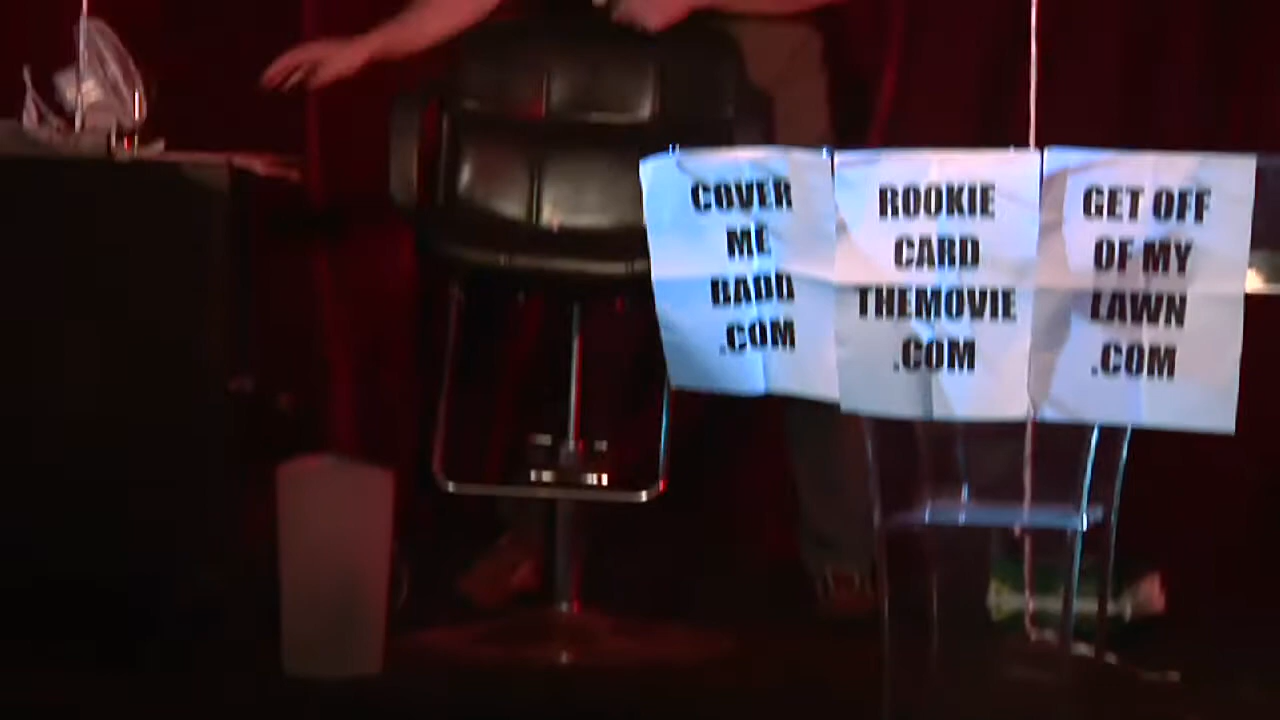 COVER
ME
BADD
.COM
ROOKIE
CARD
THEMOVIE
.COM
GET OFF
OF MY
LAWN
.COM